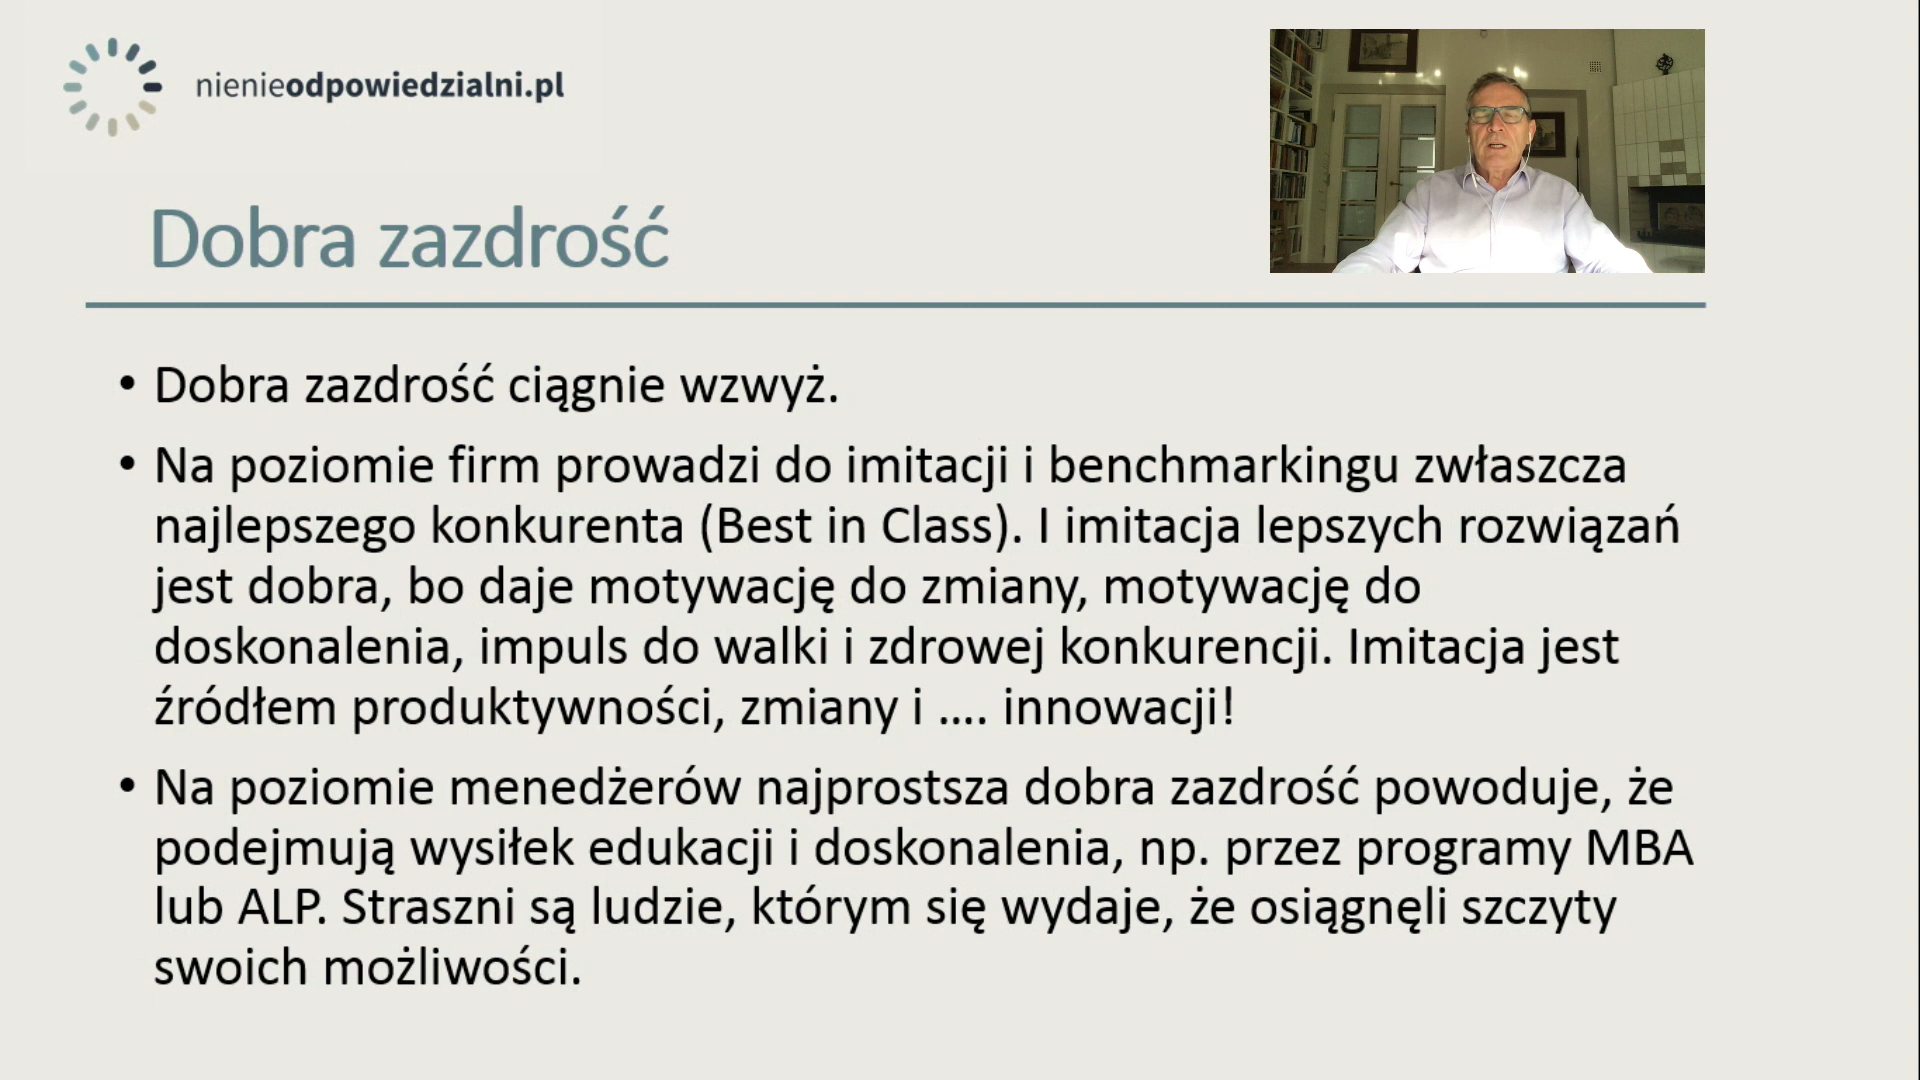 nienieodpowiedzialni.pl
Dobra zazdrość
• Dobra zazdrość ciągnie wzwyż.
• Na poziomie firm prowadzi do imitacji i benchmarkingu zwłaszcza
najlepszego konkurenta (Best in Class). I imitacja lepszych rozwiązań
jest dobra, bo daje motywację do zmiany, motywację do
doskonalenia, impuls do walki i zdrowej konkurencji. Imitacja jest
źródłem produktywności, zmiany i .... innowacji!
• Na poziomie menedżerów najprostsza dobra zazdrość powoduje, że
podejmują wysiłek edukacji i doskonalenia, np. przez programy MBA
lub ALP. Straszni są ludzie, którym się wydaje, że osiągnęli szczyty
swoich możliwości.